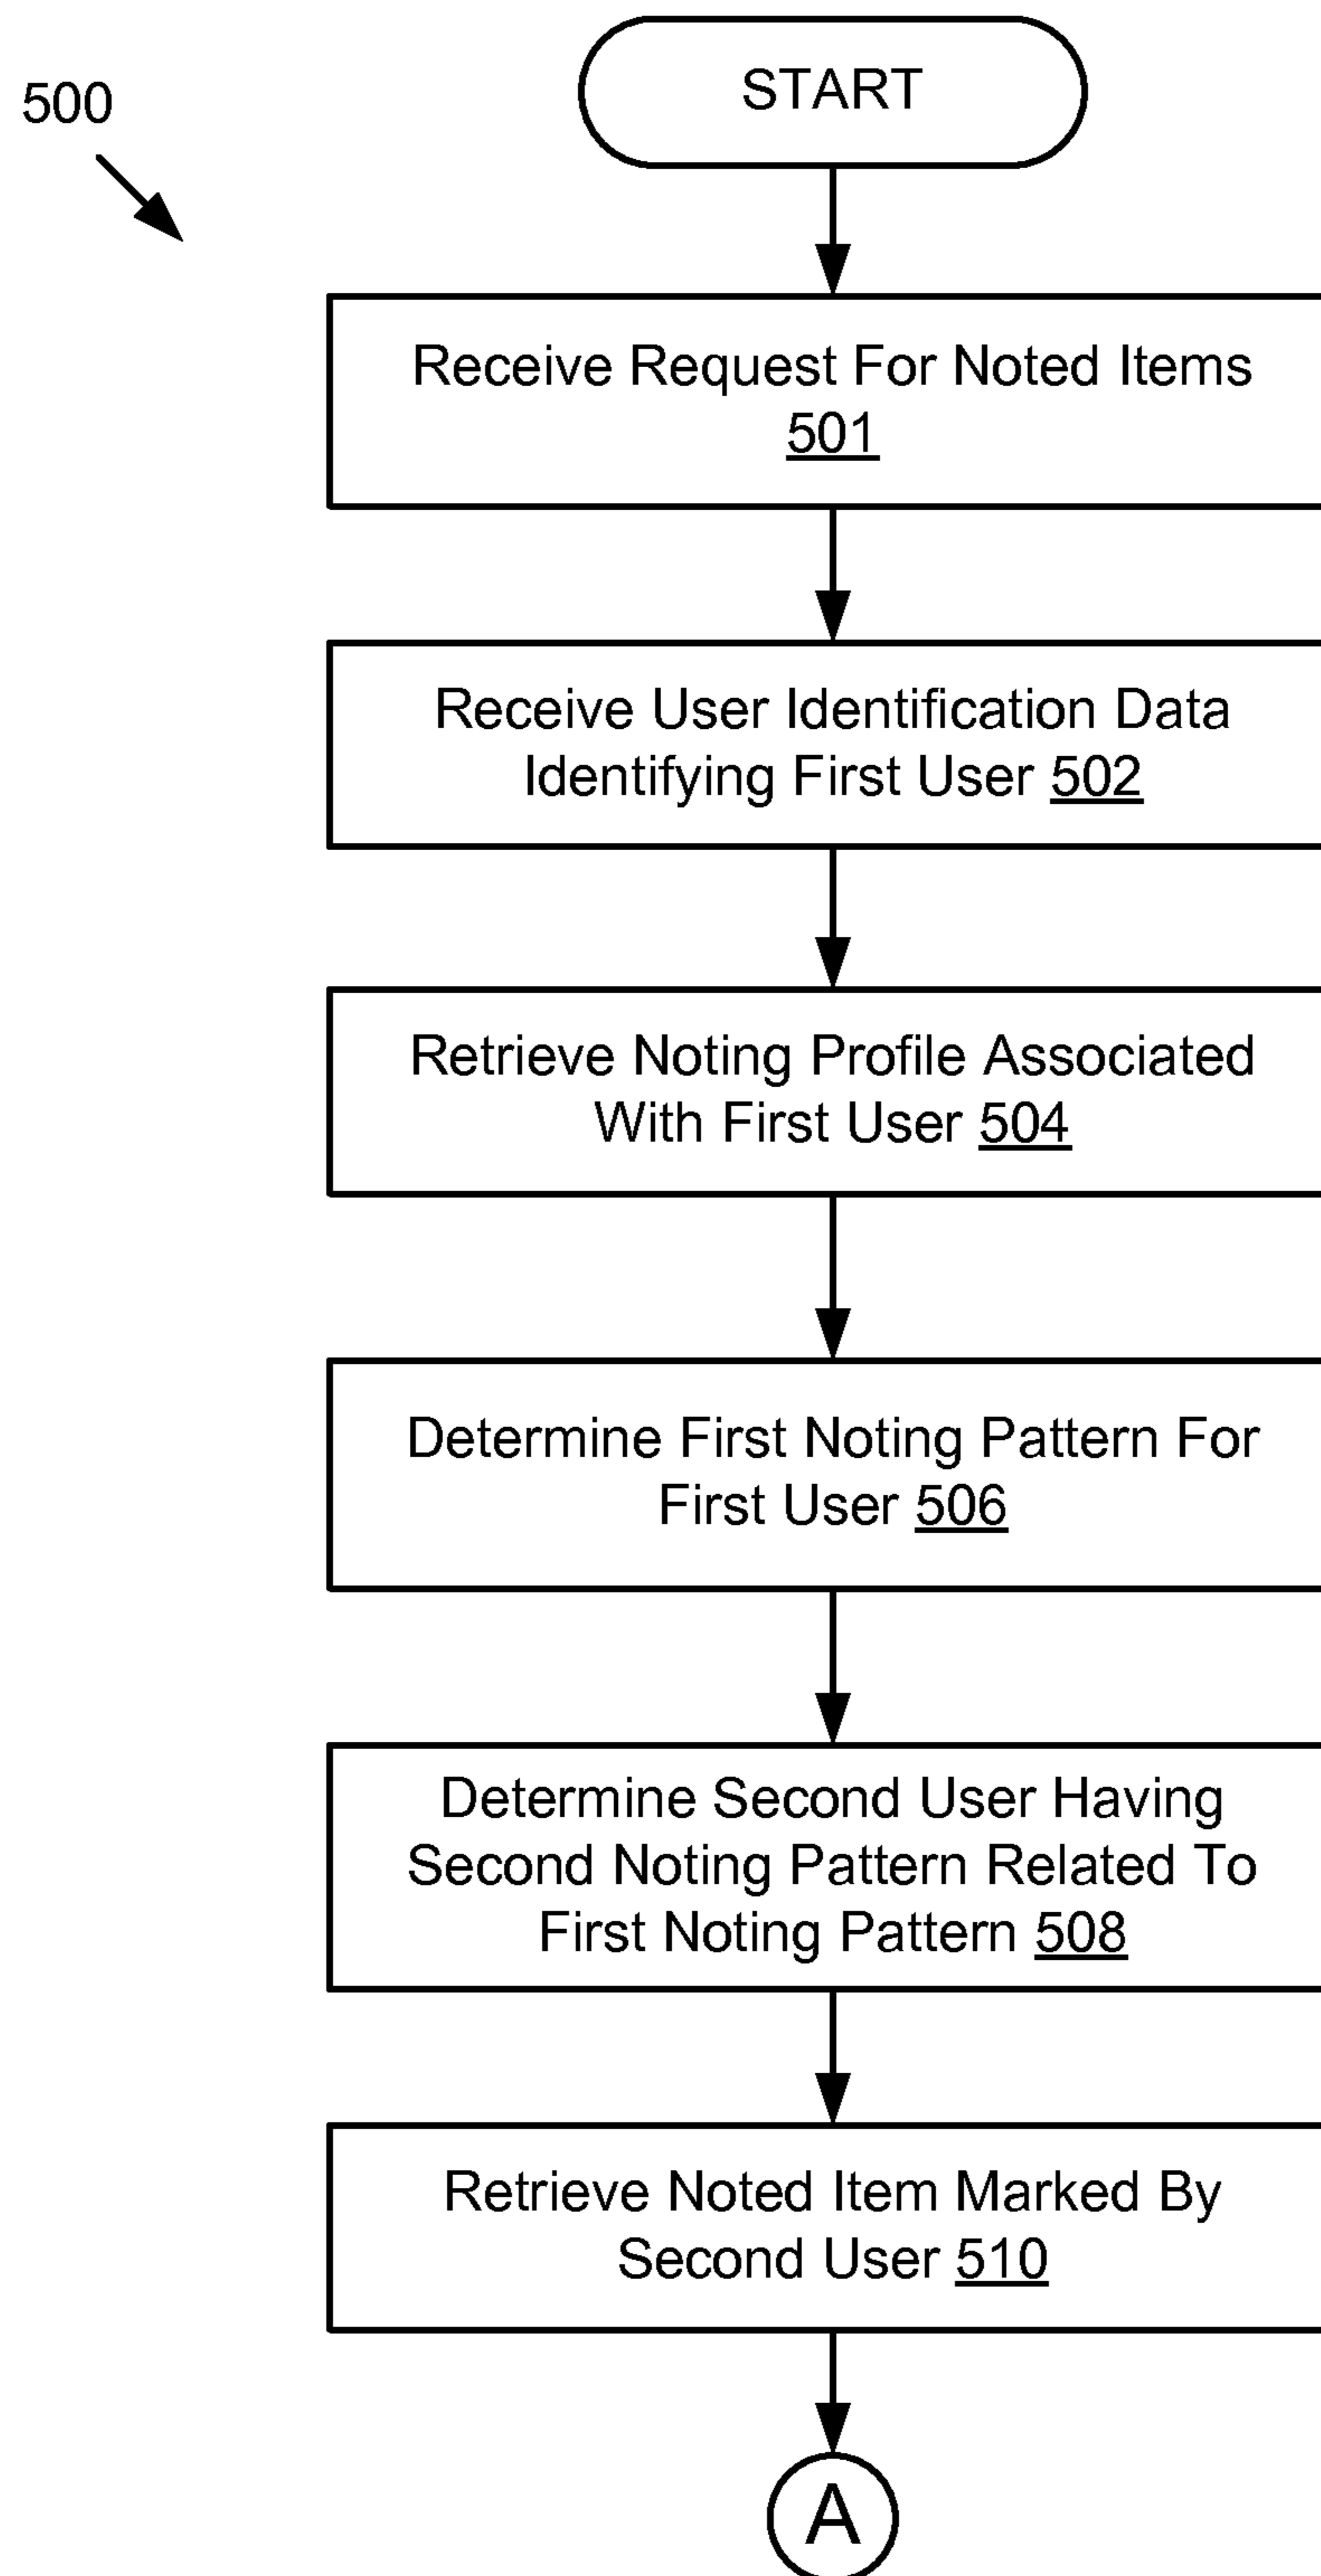 500
START
Receive Request For Noted Items
501
Receive User Identification Data
Identifying First User 502
Retrieve Noting Profile Associated
With First User 504
Determine First Noting Pattern For
First User 506
Determine Second User Having
Second Noting Pattern Related To
First Noting Pattern 508
Retrieve Noted Item Marked By
Second User 510
A